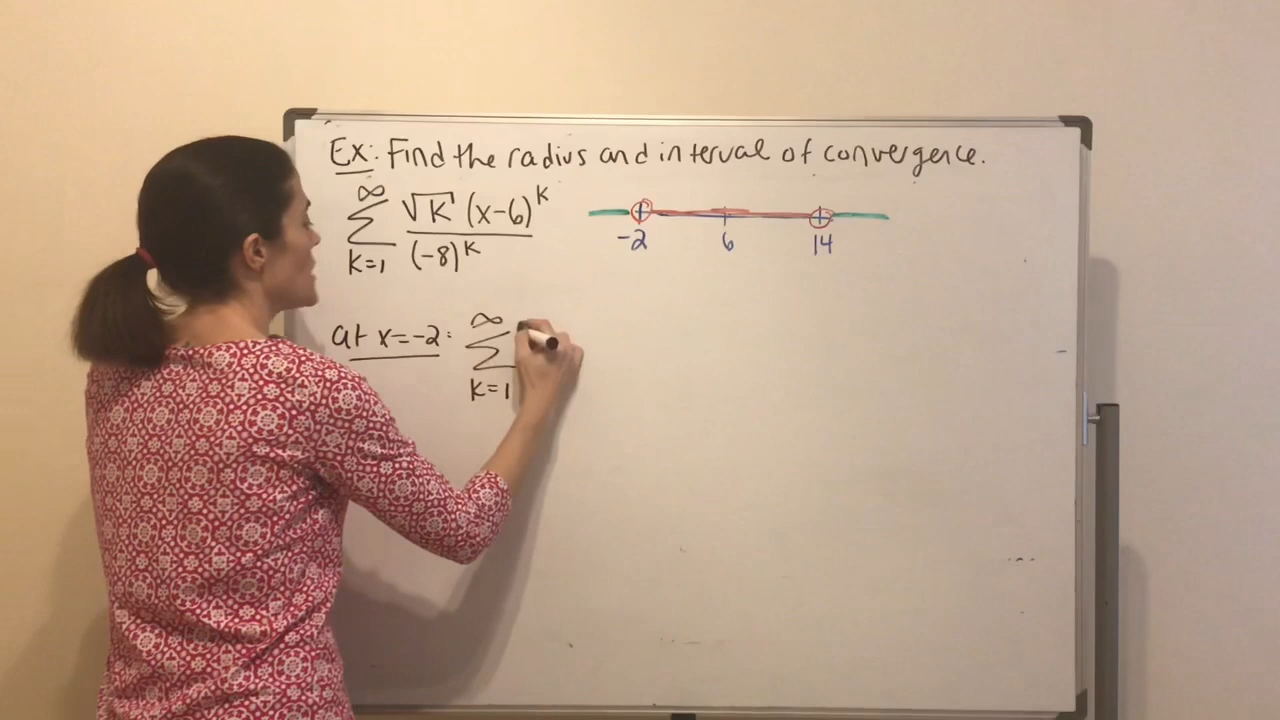 Ex: Find the radius and interval of convergence.
∞
∑ √K (x-6)^K / (-8)^K
K=1
-2 6 14
at x=-2: ∞
∑
K=1